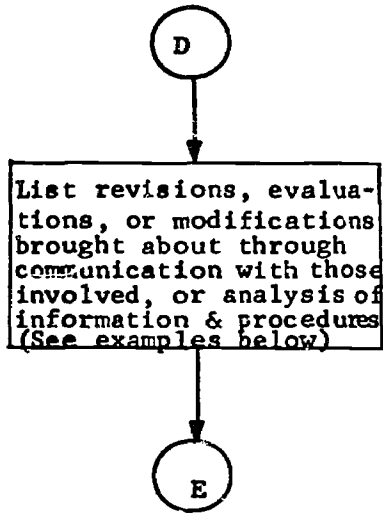 D
List revisions, evalua-
tions, or modifications
brought about through
communication with those
involved, or analysis of
information & procedures
(See examples below)
E